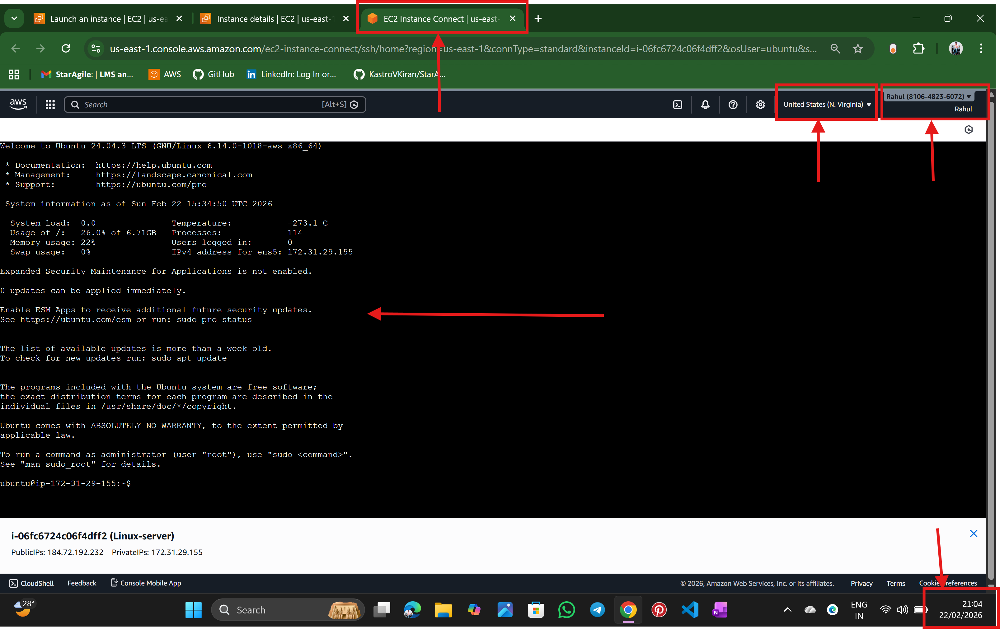 Launch an instance | EC2 | us-ea
Instance details | EC2 | us-east-1
EC2 Instance Connect | us-east-
us-east-1.console.aws.amazon.com/ec2-instance-connect/ssh/home?region=us-east-1&connType=standard&instanceId=i-06fc6724c06f4dff2&osUser=ubuntu&s...
StarAgile: | LMS an...
AWS
GitHub
in LinkedIn: Log In or...
KastroVKiran/StarA...
aws
Search [Alt+S]
United States (N. Virginia)
Rahul (8106-4823-6072)
Rahul
Welcome to Ubuntu 24.04.3 LTS (GNU/Linux 6.14.0-1018-aws x86_64)
* Documentation: https://help.ubuntu.com
* Management: https://landscape.canonical.com
* Support: https://ubuntu.com/pro
System information as of Sun Feb 22 15:34:50 UTC 2026
System load: 0.0 Temperature: -273.1 C
Usage of /: 26.0% of 6.71GB Processes: 114
Memory usage: 22% Users logged in: 0
Swap usage: 0% IPv4 address for ens5: 172.31.29.155
Expanded Security Maintenance for Applications is not enabled.
0 updates can be applied immediately.
Enable ESM Apps to receive additional future security updates.
See https://ubuntu.com/esm or run: sudo pro status
The list of available updates is more than a week old.
To check for new updates run: sudo apt update
The programs included with the Ubuntu system are free software;
the exact distribution terms for each program are described in the
individual files in /usr/share/doc/*/copyright.
Ubuntu comes with ABSOLUTELY NO WARRANTY, to the extent permitted by
applicable law.
To run a command as administrator (user "root"), use "sudo <command>".
See "man sudo_root" for details.
ubuntu@ip-172-31-29-155:~$
i-06fc6724c06f4dff2 (Linux-server)
PublicIPs: 184.72.192.232 PrivateIPs: 172.31.29.155
CloudShell Feedback Console Mobile App
© 2026, Amazon Web Services, Inc. or its affiliates. Privacy Terms Cookie preferences
28°
Search
ENG
IN
21:04
22/02/2026